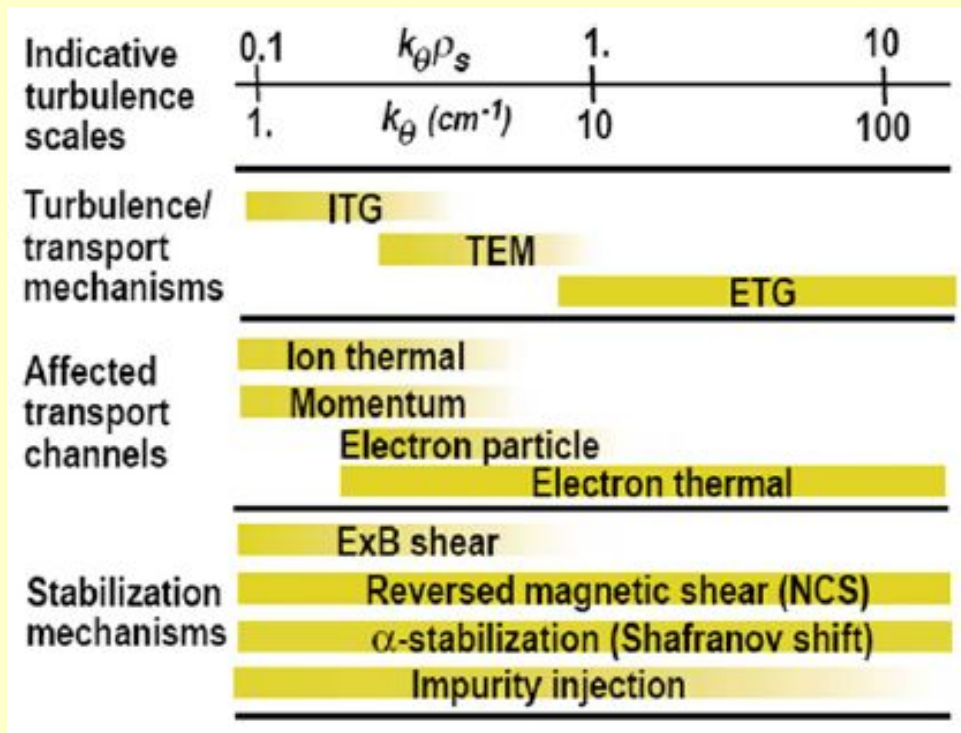 Indicative
turbulence
scales
0.1 kθρs 1. 10
1. kθ (cm⁻¹) 10 100
Turbulence/
transport
mechanisms
ITG
TEM
ETG
Affected
transport
channels
Ion thermal
Momentum
Electron particle
Electron thermal
Stabilization
mechanisms
ExB shear
Reversed magnetic shear (NCS)
α-stabilization (Shafranov shift)
Impurity injection